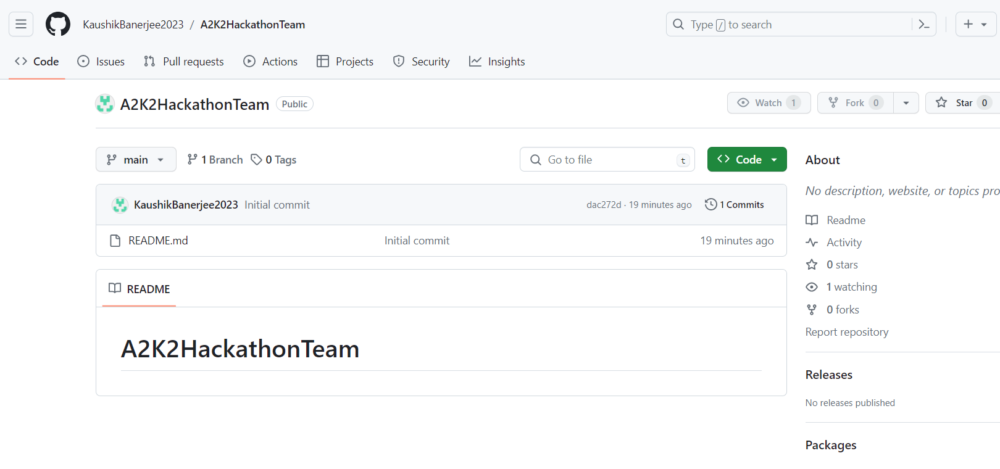 KaushikBanerjee2023 / A2K2HackathonTeam
Type / to search
Code Issues Pull requests Actions Projects Security Insights
A2K2HackathonTeam Public
Watch 1 Fork 0 Star 0
main 1 Branch 0 Tags
Go to file t
Code
KaushikBanerjee2023 Initial commit dac272d · 19 minutes ago 1 Commits
README.md Initial commit 19 minutes ago
README
A2K2HackathonTeam
About
No description, website, or topics pro
Readme
Activity
0 stars
1 watching
0 forks
Report repository
Releases
No releases published
Packages